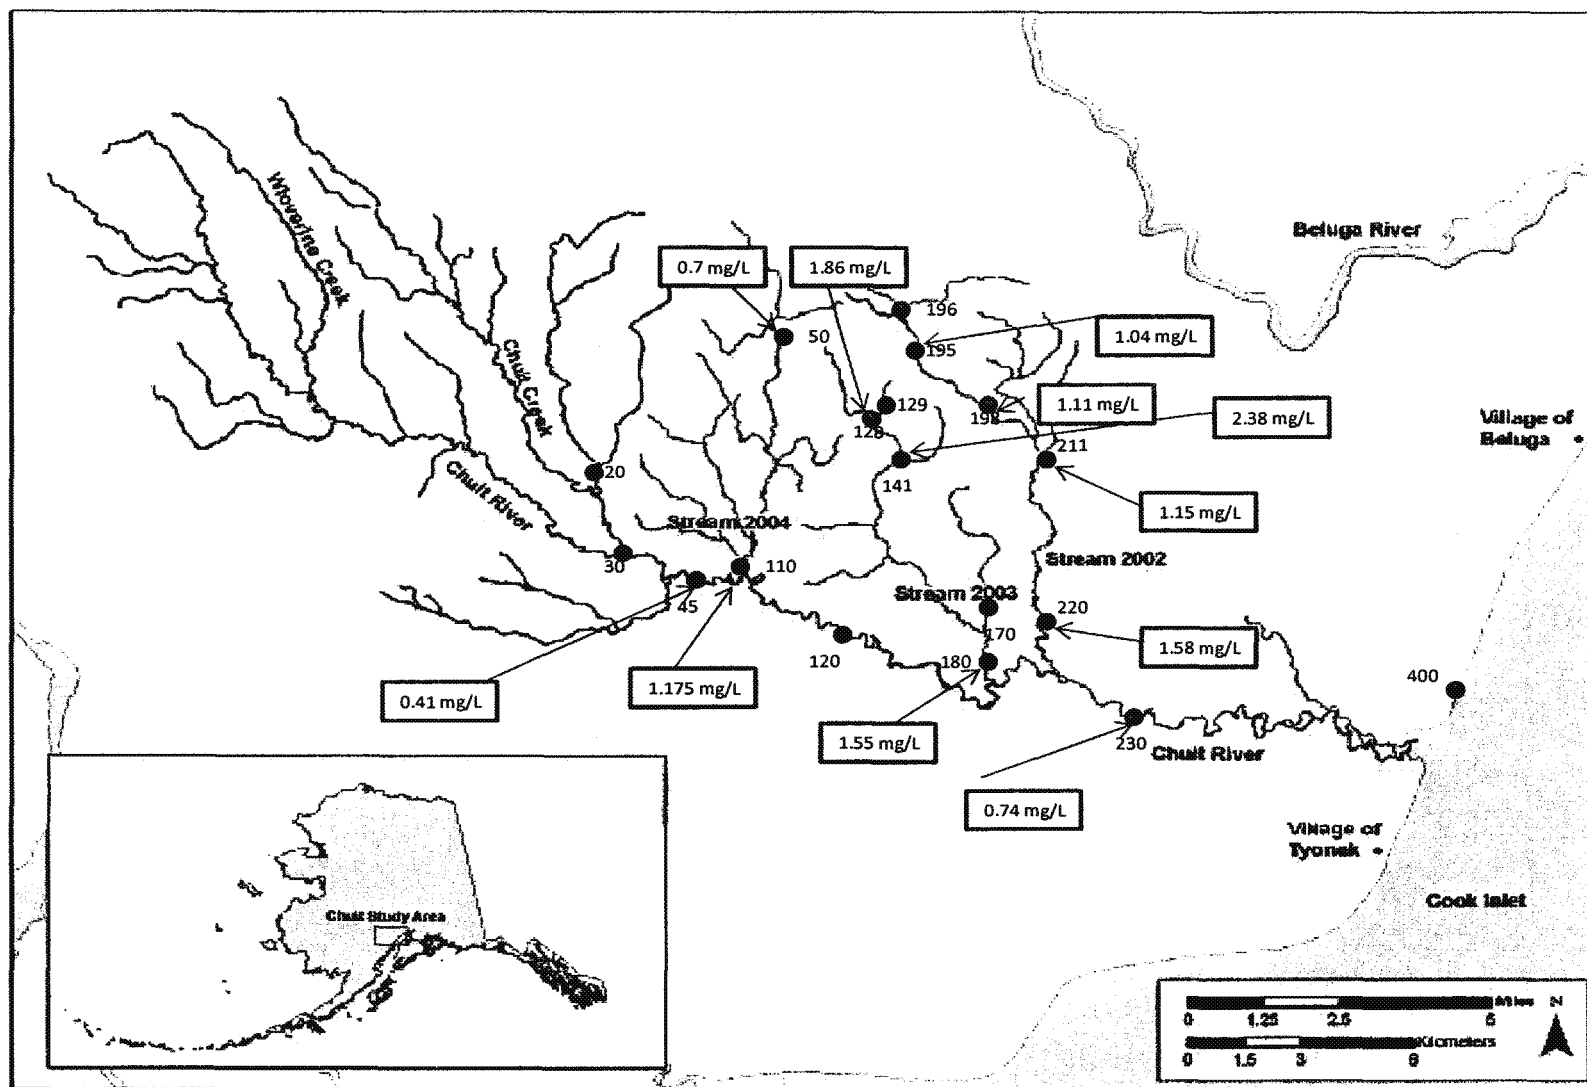 Wloverine Creek
Beluga River
0.7 mg/L
1.86 mg/L
196
50
1.04 mg/L
195
Chuit Creek
129
1.11 mg/L
128
2.38 mg/L
Village of
Beluga
211
20
141
Chuit River
1.15 mg/L
Stream 2004
30
110
Stream 2002
45
Stream 2003
220
170
120
180
1.58 mg/L
400
0.41 mg/L
1.175 mg/L
1.55 mg/L
230
Chuit River
0.74 mg/L
Village of
Tyonek
Cook Inlet
Chuit Study Area
Miles
N
0
1.25
2.5
5
Kilometers
0
1.5
3
6